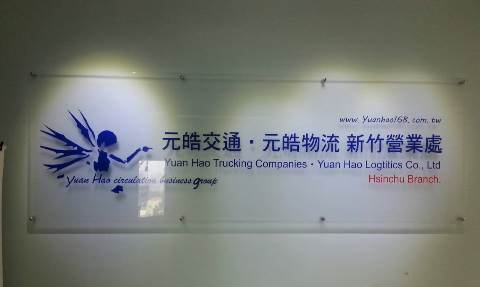 www.Yuanhao168.com.tw
元皓交通・元皓物流 新竹營業處
Yuan Hao Trucking Companies・Yuan Hao Logtitics Co., Ltd
Yuan Hao circulation business group
Hsinchu Branch.